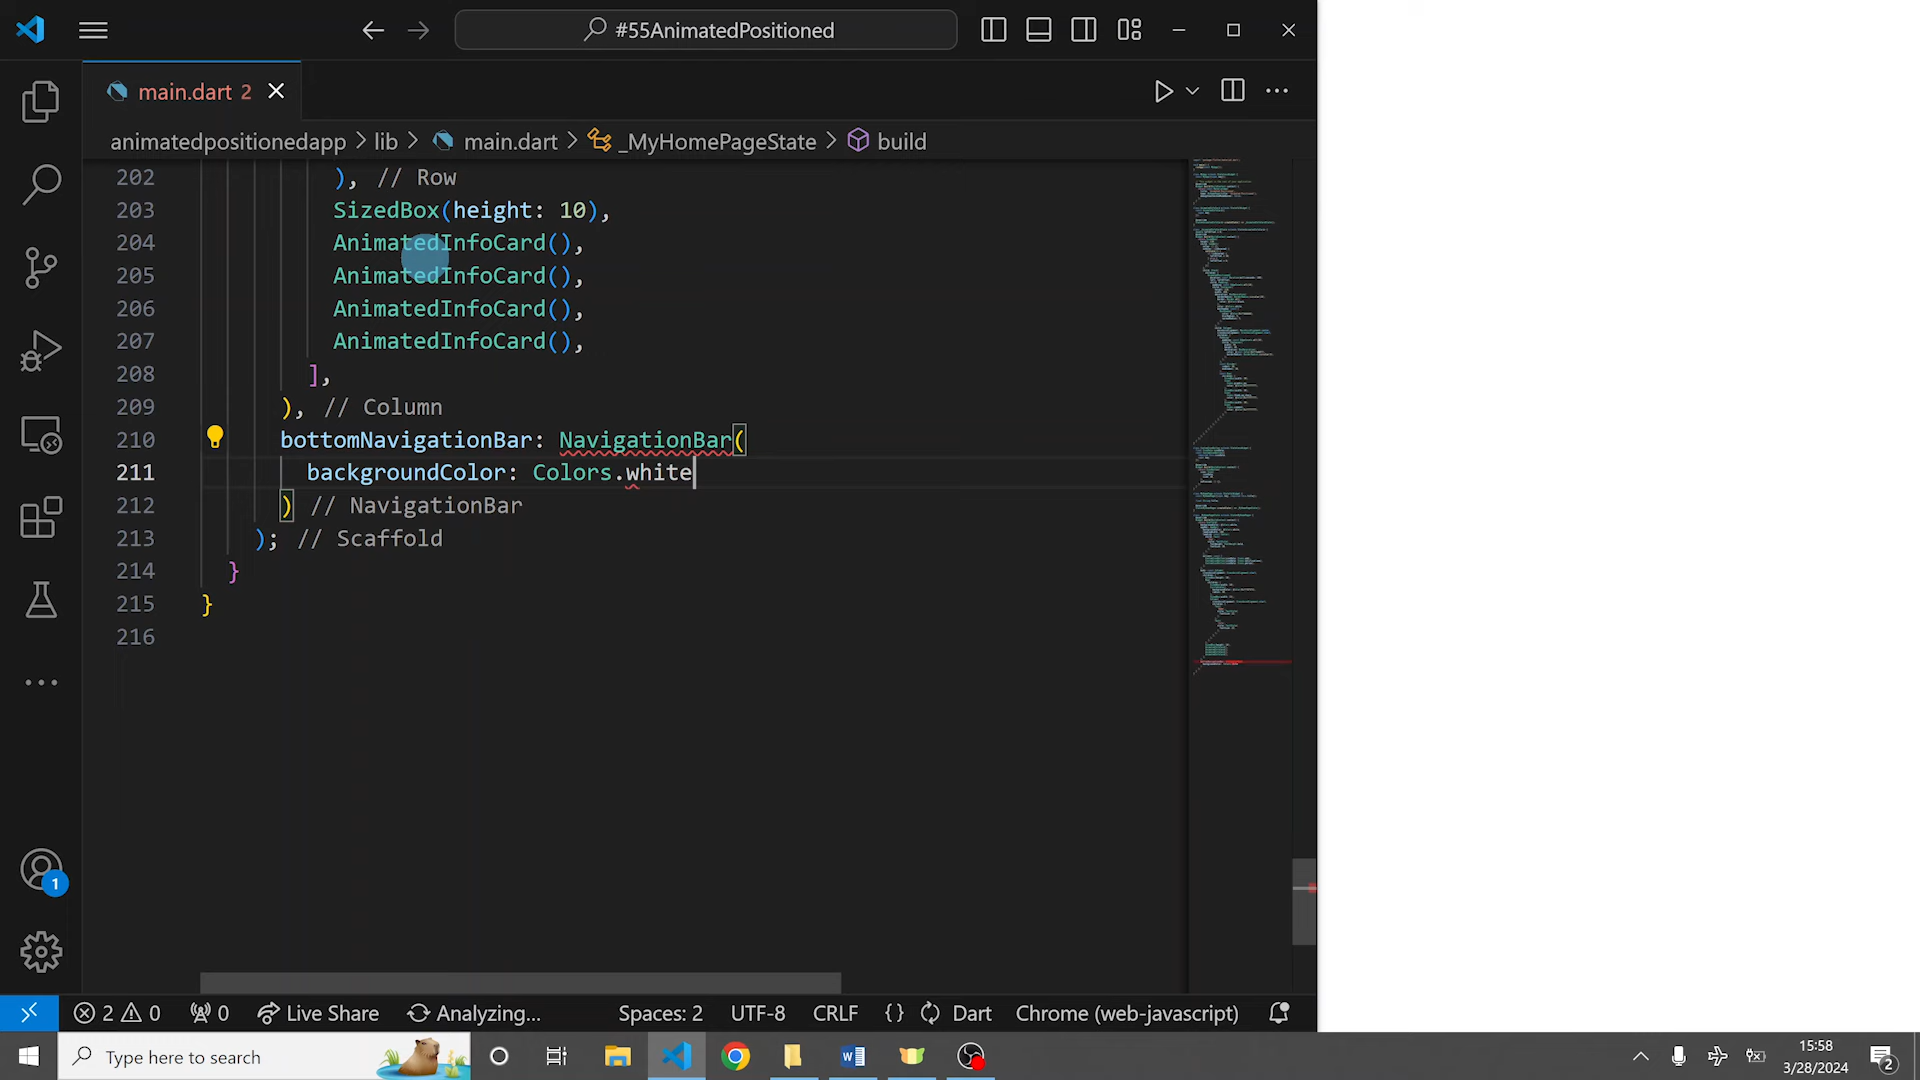 #55AnimatedPositioned
main.dart 2
animatedpositionedapp > lib > main.dart > _MyHomePageState > build
202 ), // Row
203 SizedBox(height: 10),
204 AnimatedInfoCard(),
205 AnimatedInfoCard(),
206 AnimatedInfoCard(),
207 AnimatedInfoCard(),
208 ],
209 ), // Column
210 bottomNavigationBar: NavigationBar(
211 backgroundColor: Colors.white
212 ) // NavigationBar
213 ); // Scaffold
214 }
215 }
216
1
2 0 0 Live Share Analyzing... Spaces: 2 UTF-8 CRLF {} Dart Chrome (web-javascript)
Type here to search
15:58
3/28/2024
2